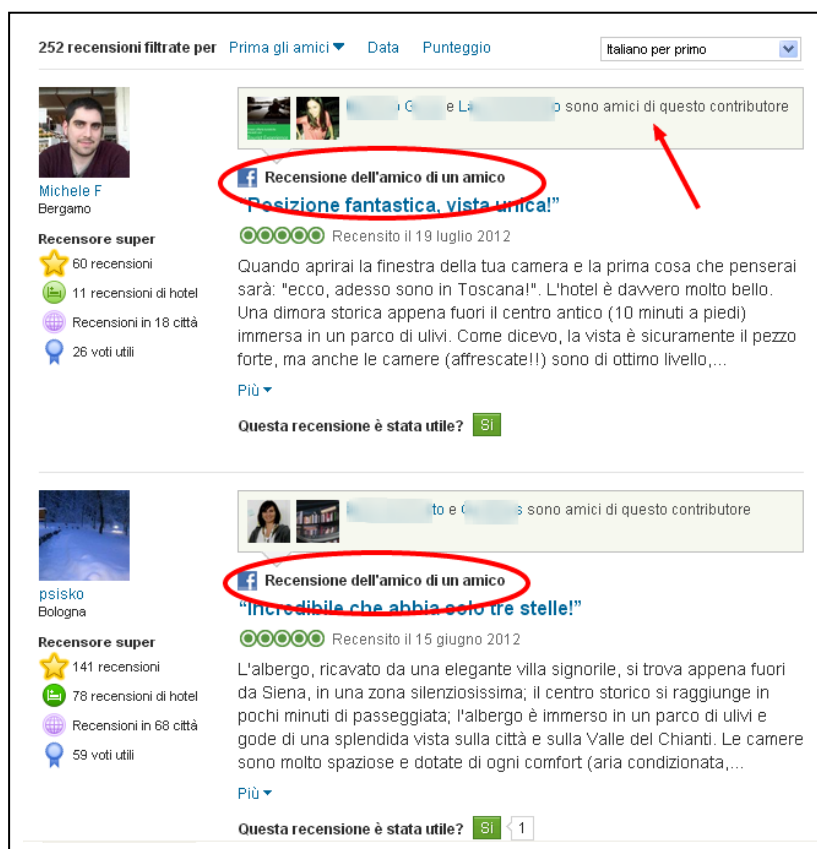 252 recensioni filtrate per Prima gli amici Data Punteggio Italiano per primo
G e La o sono amici di questo contributore
Recensione dell'amico di un amico
Michele F
Bergamo
"Posizione fantastica, vista unica!"
Recensore super
Recensito il 19 luglio 2012
60 recensioni
11 recensioni di hotel
Recensioni in 18 città
26 voti utili
Quando aprirai la finestra della tua camera e la prima cosa che penserai
sarà: "ecco, adesso sono in Toscana!". L'hotel è davvero molto bello.
Una dimora storica appena fuori il centro antico (10 minuti a piedi)
immersa in un parco di ulivi. Come dicevo, la vista è sicuramente il pezzo
forte, ma anche le camere (affrescate!!) sono di ottimo livello,...
Più
Questa recensione è stata utile? Si
to e s sono amici di questo contributore
Recensione dell'amico di un amico
psisko
Bologna
"Incredibile che abbia solo tre stelle!"
Recensore super
Recensito il 15 giugno 2012
141 recensioni
78 recensioni di hotel
Recensioni in 68 città
59 voti utili
L'albergo, ricavato da una elegante villa signorile, si trova appena fuori
da Siena, in una zona silenziosissima; il centro storico si raggiunge in
pochi minuti di passeggiata; l'albergo è immerso in un parco di ulivi e
gode di una splendida vista sulla città e sulla Valle del Chianti. Le camere
sono molto spaziose e dotate di ogni comfort (aria condizionata,...
Più
Questa recensione è stata utile? Si 1